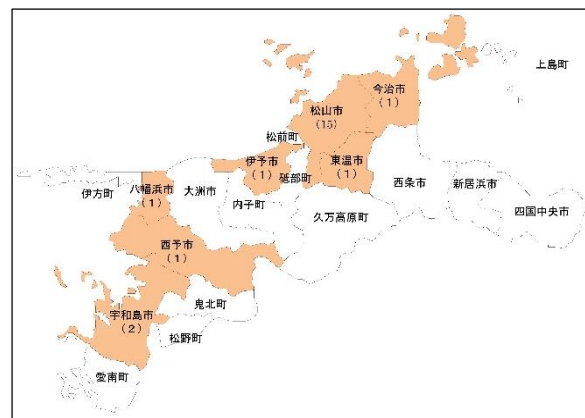 上島町
今治市
(1)
松山市
(15)
松前町
伊予市
(1)
東温市
(1)
砥部町
西条市
新居浜市
四国中央市
伊方町
八幡浜市
(1)
大洲市
内子町
久万高原町
西予市
(1)
鬼北町
宇和島市
(2)
松野町
愛南町